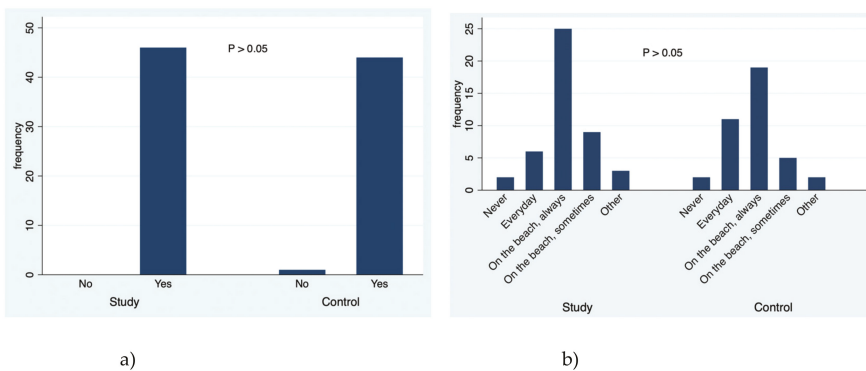 frequency
50
40
30
20
10
0
P > 0.05
No
Yes
No
Yes
Study
Control
a)
frequency
25
20
15
10
5
0
P > 0.05
Never
Everyday
On the beach, always
On the beach, sometimes
Other
Never
Everyday
On the beach, always
On the beach, sometimes
Other
Study
Control
b)